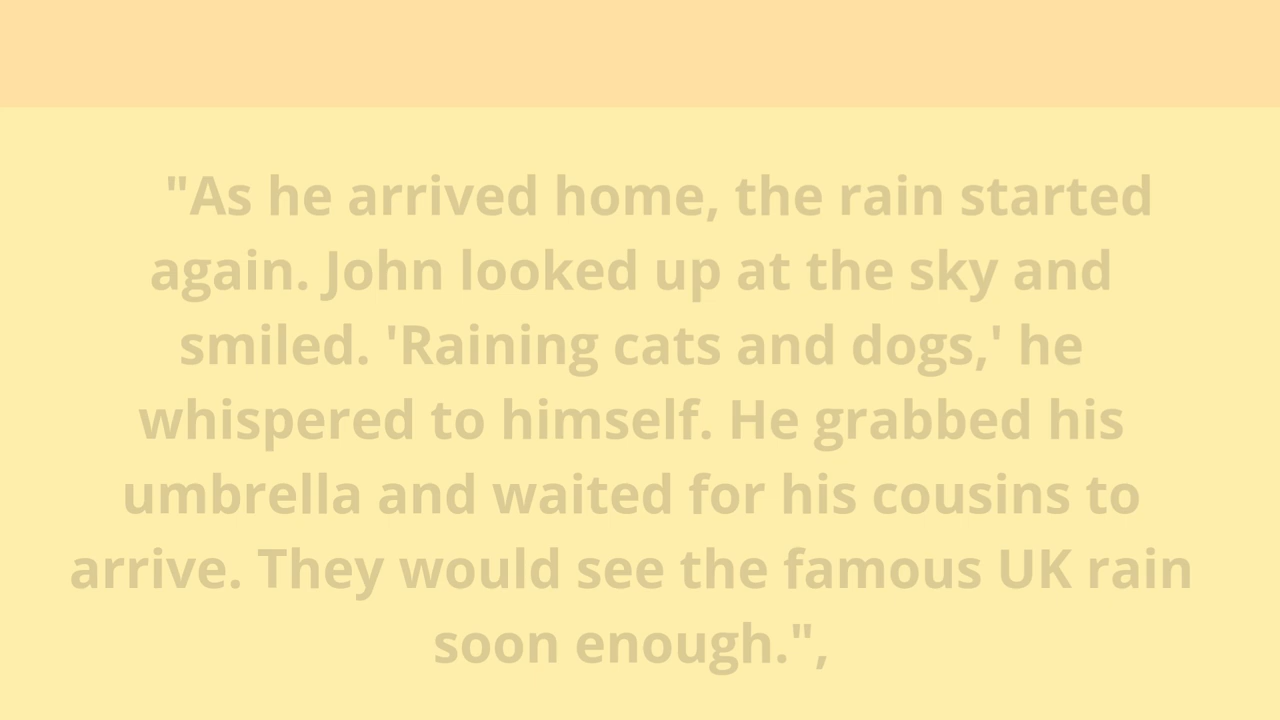 "As he arrived home, the rain started
again. John looked up at the sky and
smiled. 'Raining cats and dogs,' he
whispered to himself. He grabbed his
umbrella and waited for his cousins to
arrive. They would see the famous UK rain
soon enough.",